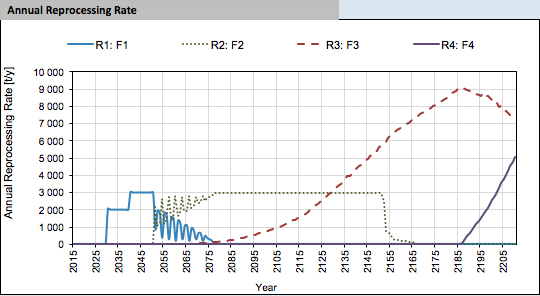 Annual Reprocessing Rate
R1: F1 R2: F2 R3: F3 R4: F4
Annual Reprocessing Rate [t/y]
10 000
9 000
8 000
7 000
6 000
5 000
4 000
3 000
2 000
1 000
0
2015 2025 2035 2045 2055 2065 2075 2085 2095 2105 2115 2125 2135 2145 2155 2165 2175 2185 2195 2205
Year